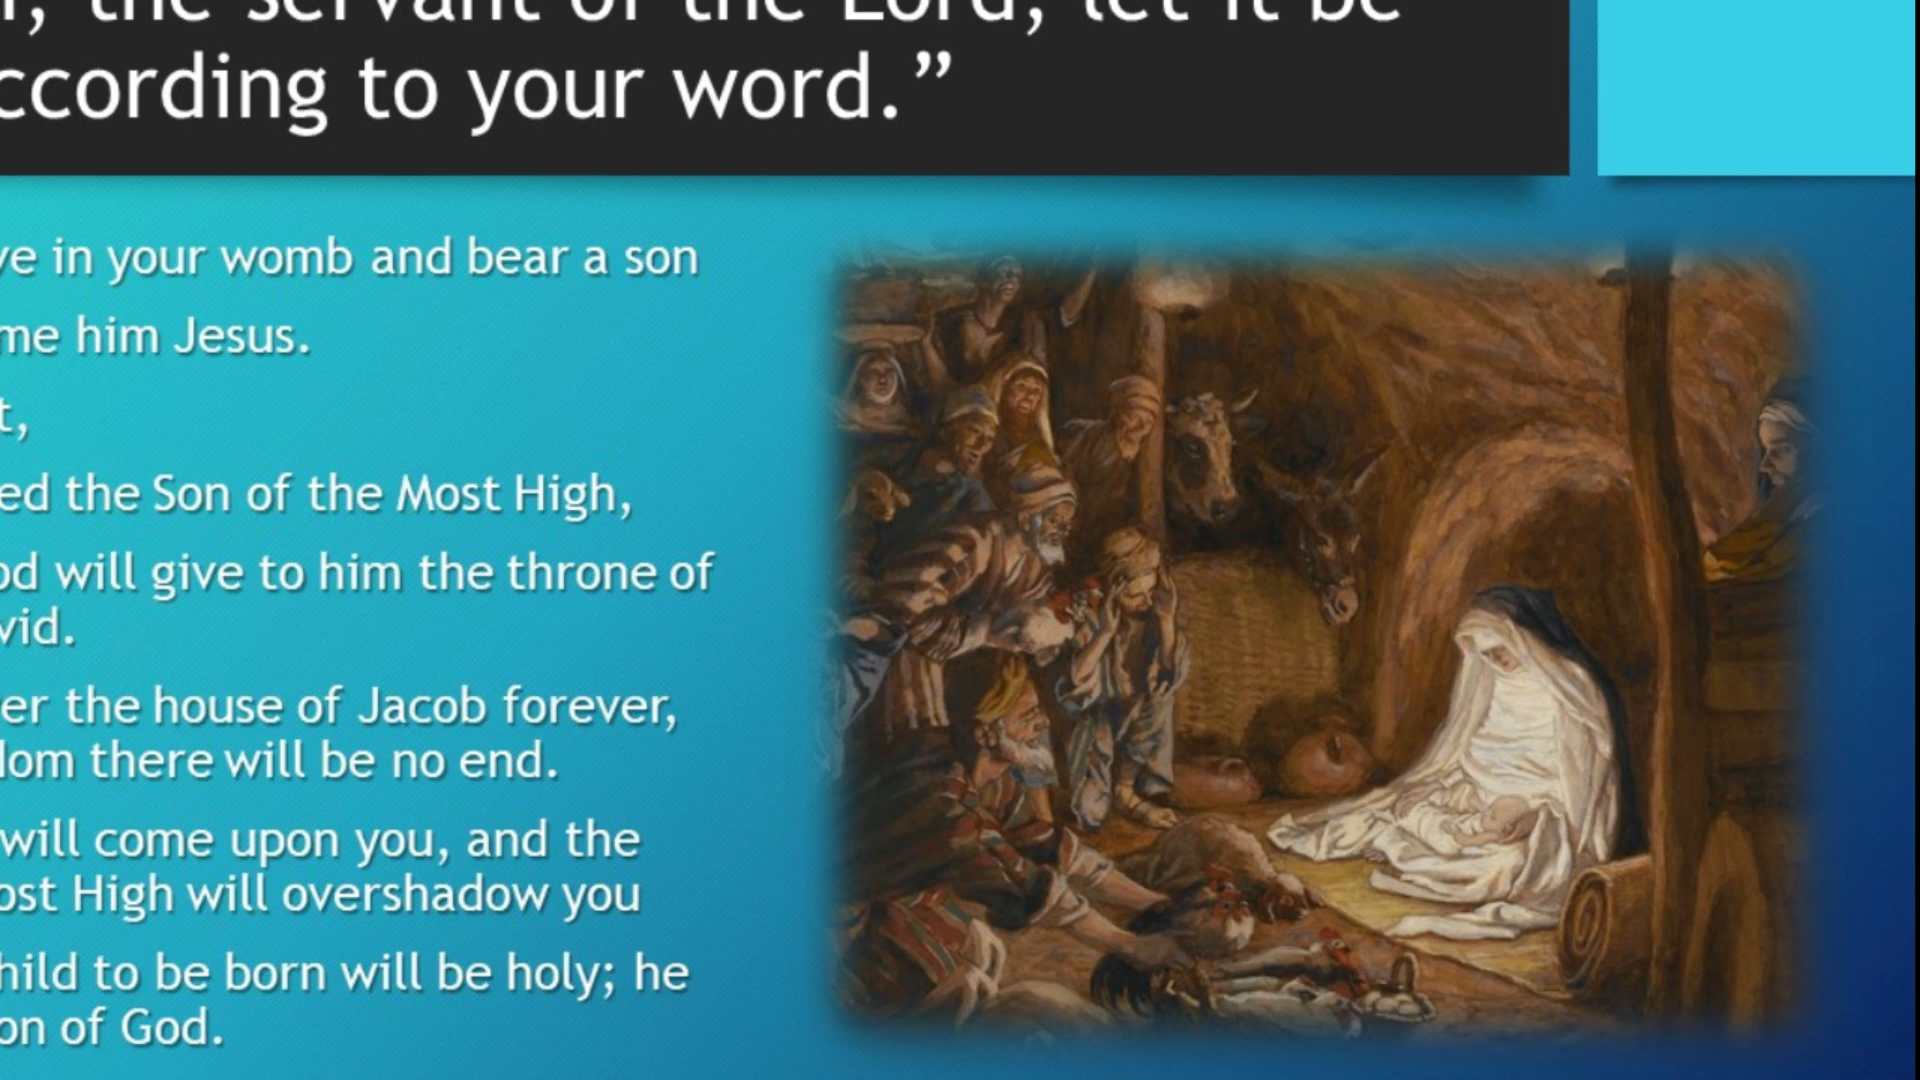 the servant of the Lord; let it be
ccording to your word.”
ve in your womb and bear a son
me him Jesus.
t,
ed the Son of the Most High,
od will give to him the throne of
vid.
er the house of Jacob forever,
dom there will be no end.
will come upon you, and the
ost High will overshadow you
hild to be born will be holy; he
on of God.